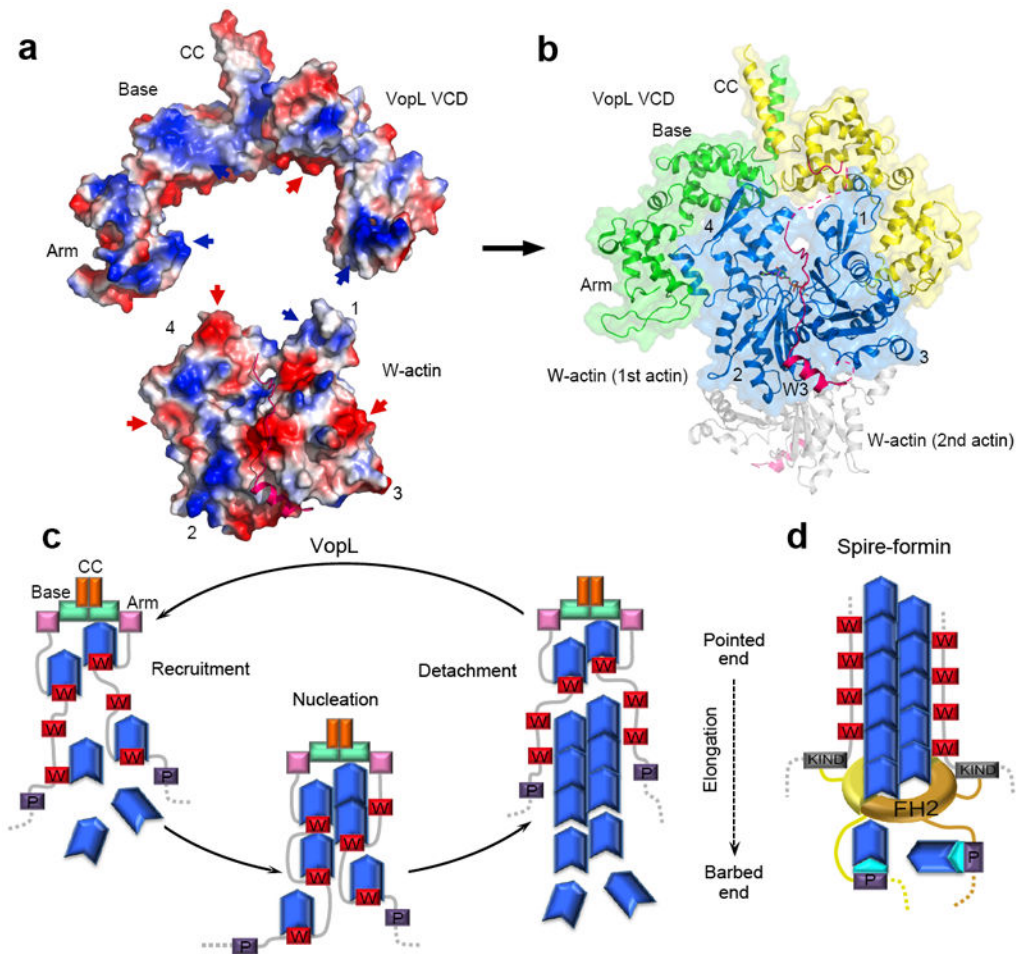 a
CC
Base
VopL VCD
Arm
4
1
W-actin
3
2
b
VopL VCD
CC
Base
4
1
Arm
W-actin (1st actin)
2
W3
3
W-actin (2nd actin)
c
VopL
CC
Base
Arm
W
W
Recruitment
W
W
W
W
P
P
Nucleation
W
W
W
W
W
W
P
P
Detachment
W
W
W
W
W
W
P
P
Pointed
end
Elongation
Barbed
end
d
Spire-formin
W
W
W
W
W
W
W
W
KIND
KIND
FH2
P
P